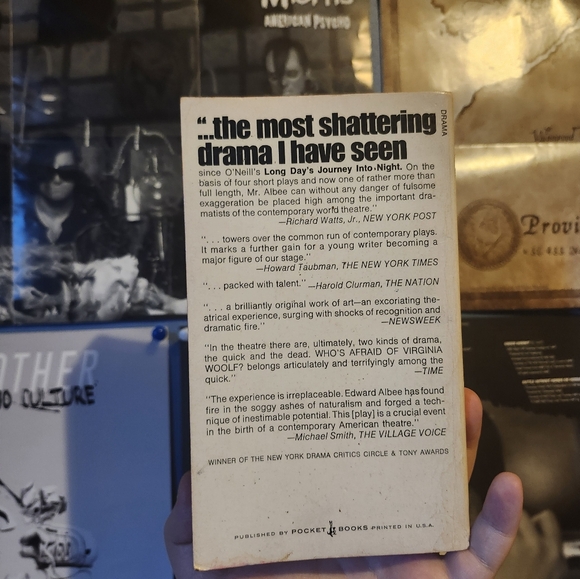 AMERICAN PSYCHO
DRAMA
"...the most shattering
drama I have seen
since O'Neill's Long Day's Journey Into Night. On the
basis of four short plays and now one of rather more than
full length, Mr. Albee can without any danger of fulsome
exaggeration be placed high among the important dra-
matists of the contemporary world theatre."
—Richard Watts, Jr., NEW YORK POST
". . . towers over the common run of contemporary plays.
It marks a further gain for a young writer becoming a
major figure of our stage."
—Howard Taubman, THE NEW YORK TIMES
". . . packed with talent." —Harold Clurman, THE NATION
". . . a brilliantly original work of art—an excoriating the-
atrical experience, surging with shocks of recognition and
dramatic fire."
—NEWSWEEK
"In the theatre there are, ultimately, two kinds of drama,
the quick and the dead. WHO'S AFRAID OF VIRGINIA
WOOLF? belongs articulately and terrifyingly among the
quick."
—TIME
"The experience is irreplaceable. Edward Albee has found
fire in the soggy ashes of naturalism and forged a tech-
nique of inestimable potential. This [play] is a crucial event
in the birth of a contemporary American theatre."
—Michael Smith, THE VILLAGE VOICE
WINNER OF THE NEW YORK DRAMA CRITICS CIRCLE & TONY AWARDS
PUBLISHED BY POCKET BOOKS PRINTED IN U.S.A.
Provi
OTHER
CULTURE